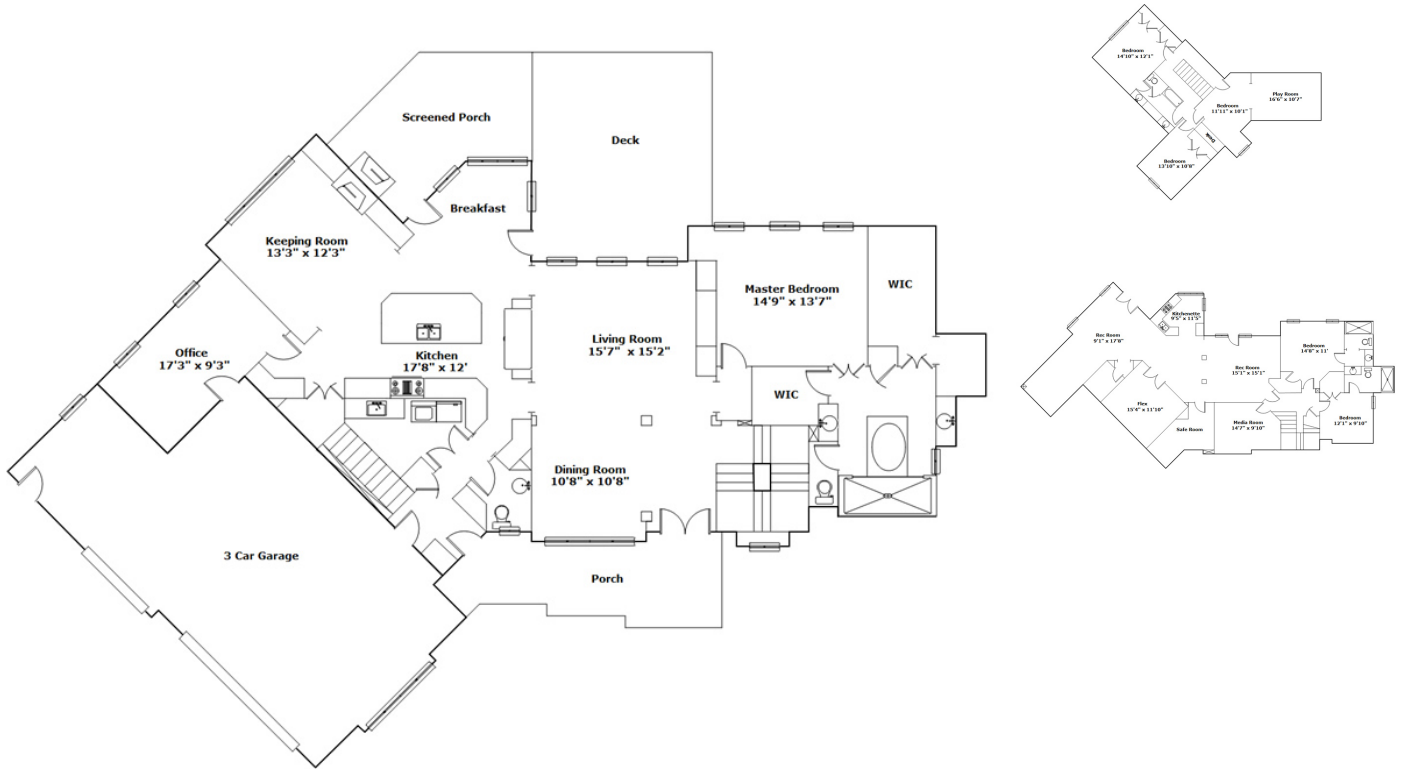 Screened Porch
Deck
Breakfast
Keeping Room
13'3" x 12'3"
Office
17'3" x 9'3"
Kitchen
17'8" x 12'
Living Room
15'7" x 15'2"
Master Bedroom
14'9" x 13'7"
WIC
WIC
Dining Room
10'8" x 10'8"
3 Car Garage
Porch
Bedroom
14'10" x 12'1"
Play Room
16'6" x 10'7"
Bedroom
11'11" x 10'1"
Desk
Bedroom
13'10" x 10'8"
Kitchenette
9'5" x 11'5"
Rec Room
9'1" x 17'8"
Bedroom
14'8" x 11'
Rec Room
15'1" x 15'1"
Flex
15'4" x 11'10"
Safe Room
Media Room
14'7" x 9'10"
Bedroom
12'1" x 9'10"